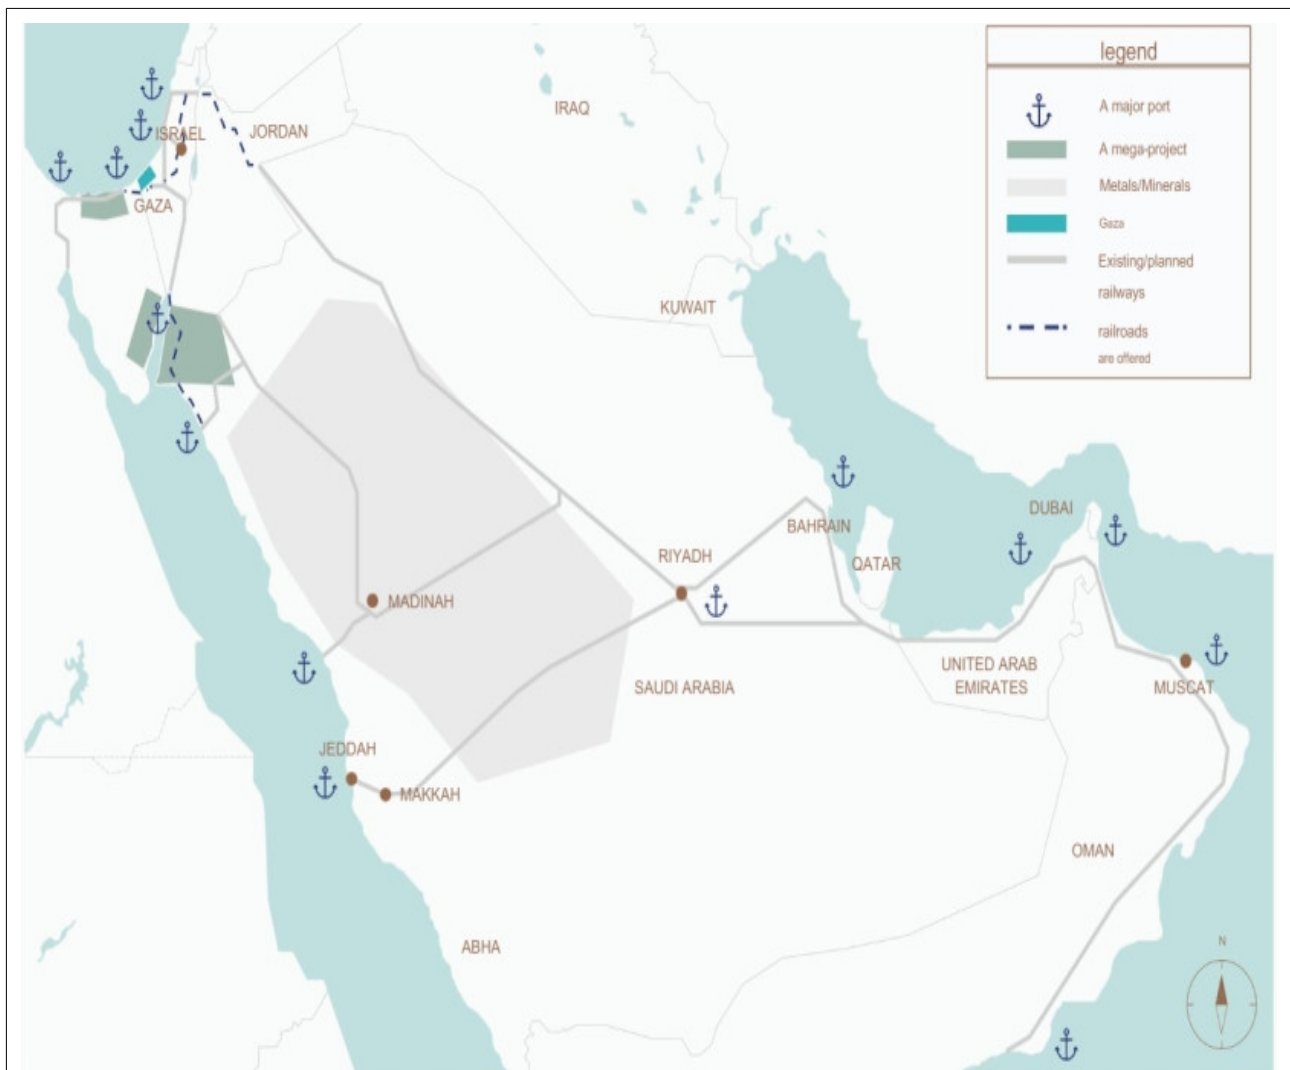 legend
A major port
A mega-project
Metals/Minerals
Gaza
Existing/planned
railways
railroads
are offered
IRAQ
ISRAEL
JORDAN
GAZA
KUWAIT
BAHRAIN
DUBAI
RIYADH
QATAR
MADINAH
SAUDI ARABIA
UNITED ARAB
EMIRATES
MUSCAT
JEDDAH
MAKKAH
OMAN
ABHA
N